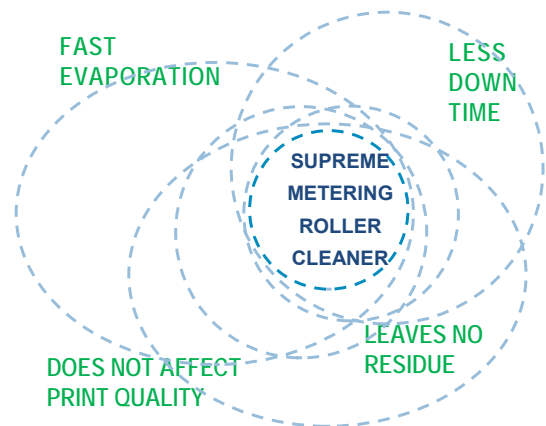 FAST
EVAPORATION
LESS
DOWN
TIME
SUPREME
METERING
ROLLER
CLEANER
LEAVES NO
RESIDUE
DOES NOT AFFECT
PRINT QUALITY